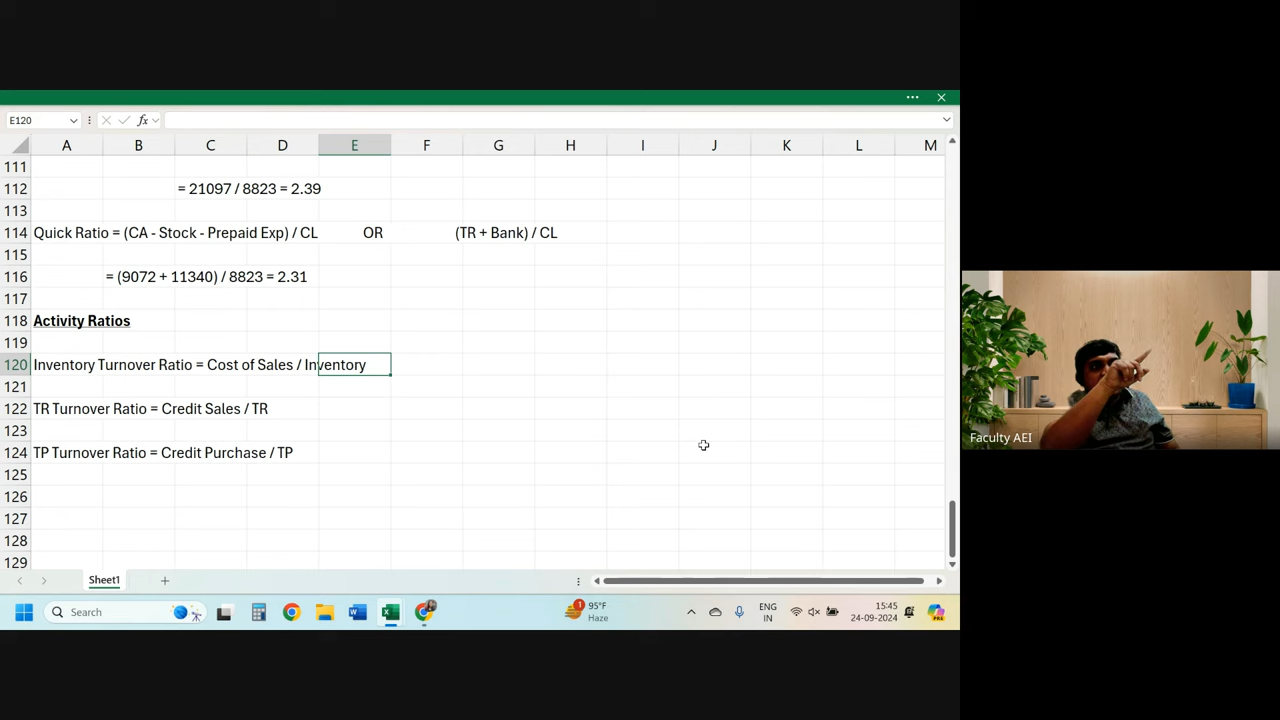 E120
fx
A B C D E F G H I J K L M
111
112 = 21097 / 8823 = 2.39
113
114 Quick Ratio = (CA - Stock - Prepaid Exp) / CL OR (TR + Bank) / CL
115
116 = (9072 + 11340) / 8823 = 2.31
117
118 Activity Ratios
119
120 Inventory Turnover Ratio = Cost of Sales / Inventory
121
122 TR Turnover Ratio = Credit Sales / TR
123
124 TP Turnover Ratio = Credit Purchase / TP
125
126
127
128
129
Faculty AEI
Sheet1
Search
1
95°F
Haze
ENG
IN
15:45
24-09-2024